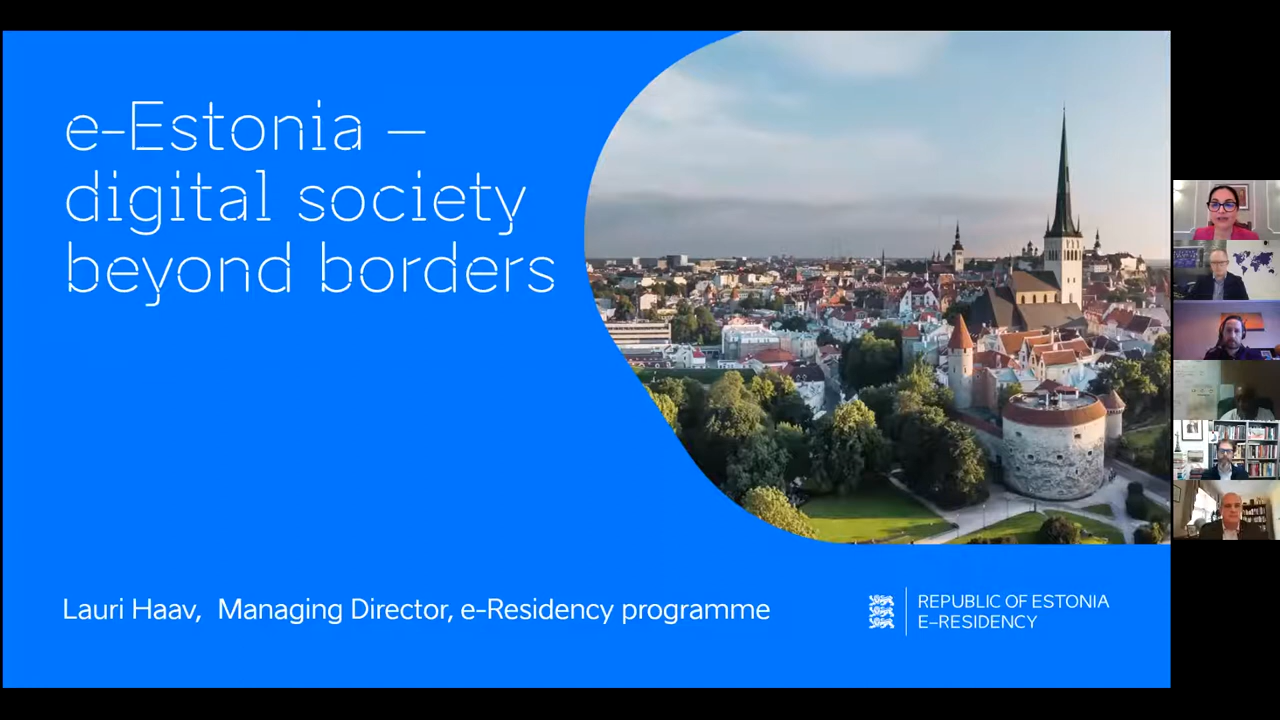 e-Estonia –
digital society
beyond borders
Lauri Haav, Managing Director, e-Residency programme
REPUBLIC OF ESTONIA
E-RESIDENCY